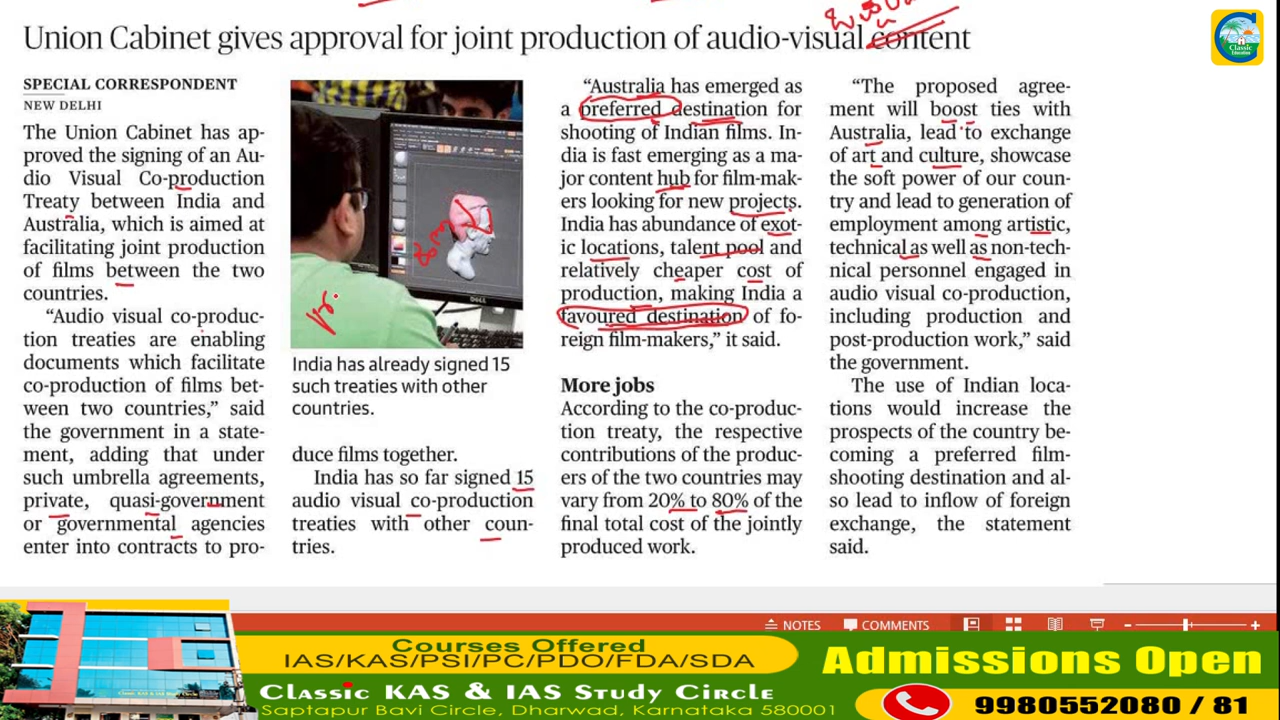 Union Cabinet gives approval for joint production of audio-visual content
SPECIAL CORRESPONDENT
NEW DELHI
The Union Cabinet has ap-
proved the signing of an Au-
dio Visual Co-production
Treaty between India and
Australia, which is aimed at
facilitating joint production
of films between the two
countries.
“Audio visual co-produc-
tion treaties are enabling
documents which facilitate
co-production of films bet-
ween two countries,” said
the government in a state-
ment, adding that under
such umbrella agreements,
private, quasi-government
or governmental agencies
enter into contracts to pro-
DELL
India has already signed 15
such treaties with other
countries.
duce films together.
India has so far signed 15
audio visual co-production
treaties with other coun-
tries.
“Australia has emerged as
a preferred destination for
shooting of Indian films. In-
dia is fast emerging as a ma-
jor content hub for film-mak-
ers looking for new projects.
India has abundance of exot-
ic locations, talent pool and
relatively cheaper cost of
production, making India a
favoured destination of fo-
reign film-makers,” it said.
More jobs
According to the co-produc-
tion treaty, the respective
contributions of the produc-
ers of the two countries may
vary from 20% to 80% of the
final total cost of the jointly
produced work.
“The proposed agree-
ment will boost ties with
Australia, lead to exchange
of art and culture, showcase
the soft power of our coun-
try and lead to generation of
employment among artistic,
technical as well as non-tech-
nical personnel engaged in
audio visual co-production,
including production and
post-production work,” said
the government.
The use of Indian loca-
tions would increase the
prospects of the country be-
coming a preferred film-
shooting destination and al-
so lead to inflow of foreign
exchange, the statement
said.
Classic
Education
NOTES
COMMENTS
Courses Offered
IAS/KAS/PSI/PC/PDO/FDA/SDA
Classic KAS & IAS Study Circle
Saptapur Bavi Circle, Dharwad, Karnataka 580001
Admissions Open
9980552080 / 81